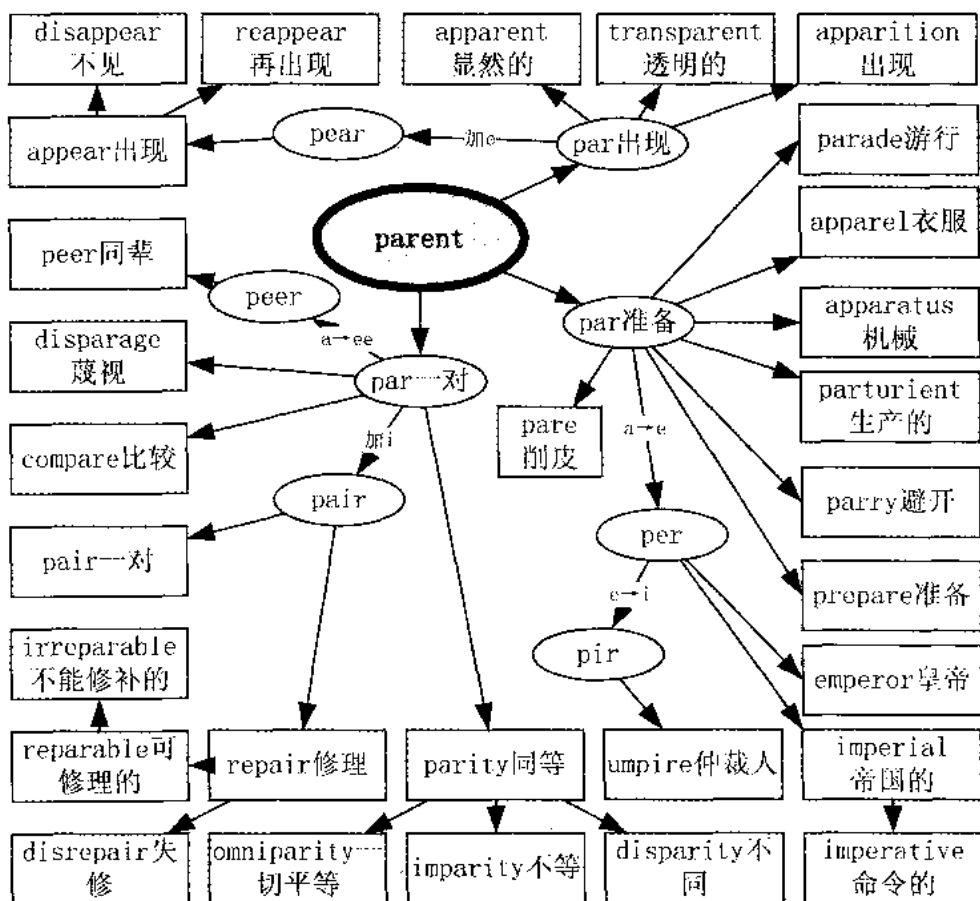 disappear
不见
reappear
再出现
apparent
显然的
transparent
透明的
apparition
出现
appear出现
pear
加e
par出现
parade游行
parent
apparel衣服
peer同辈
peer
a→ee
par准备
apparatus
机械
disparage
蔑视
par一对
parturient
生产的
pare
削皮
a→e
compare比较
加i
pair
parry避开
pair一对
per
e→i
prepare准备
irreparable
不能修补的
pir
emperor皇帝
reparable可
修理的
repair修理
parity同等
umpire仲裁人
imperial
帝国的
disrepair失
修
omniparity一
切平等
imparity不等
disparity不
同
imperative
命令的